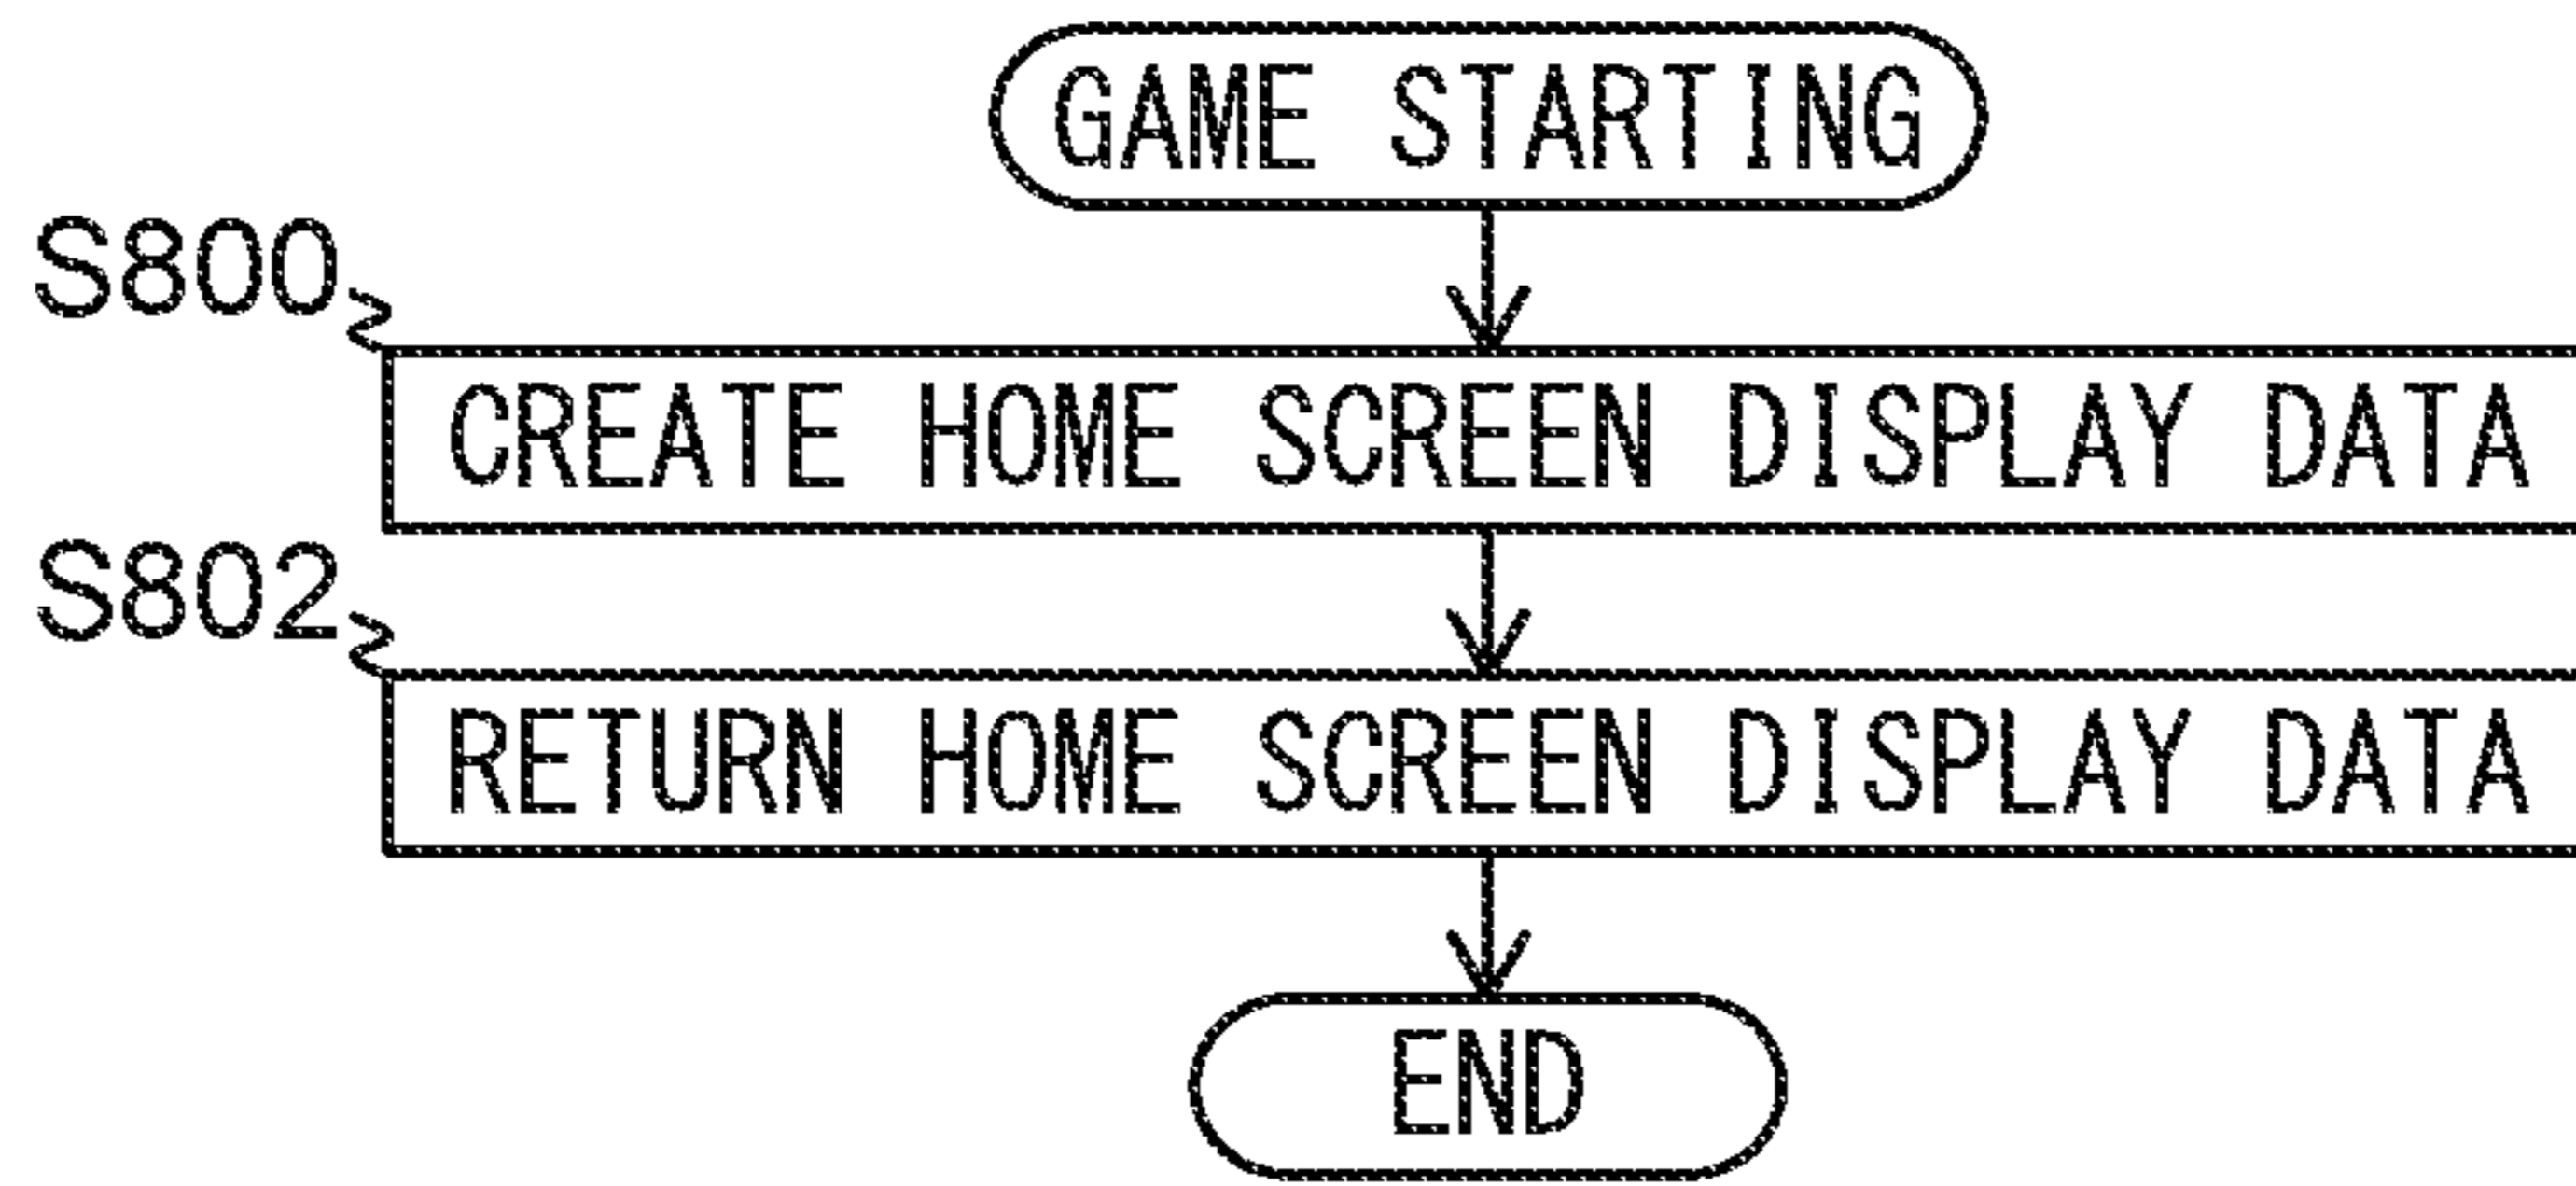 GAME STARTING
S800
CREATE HOME SCREEN DISPLAY DATA
S802
RETURN HOME SCREEN DISPLAY DATA
END